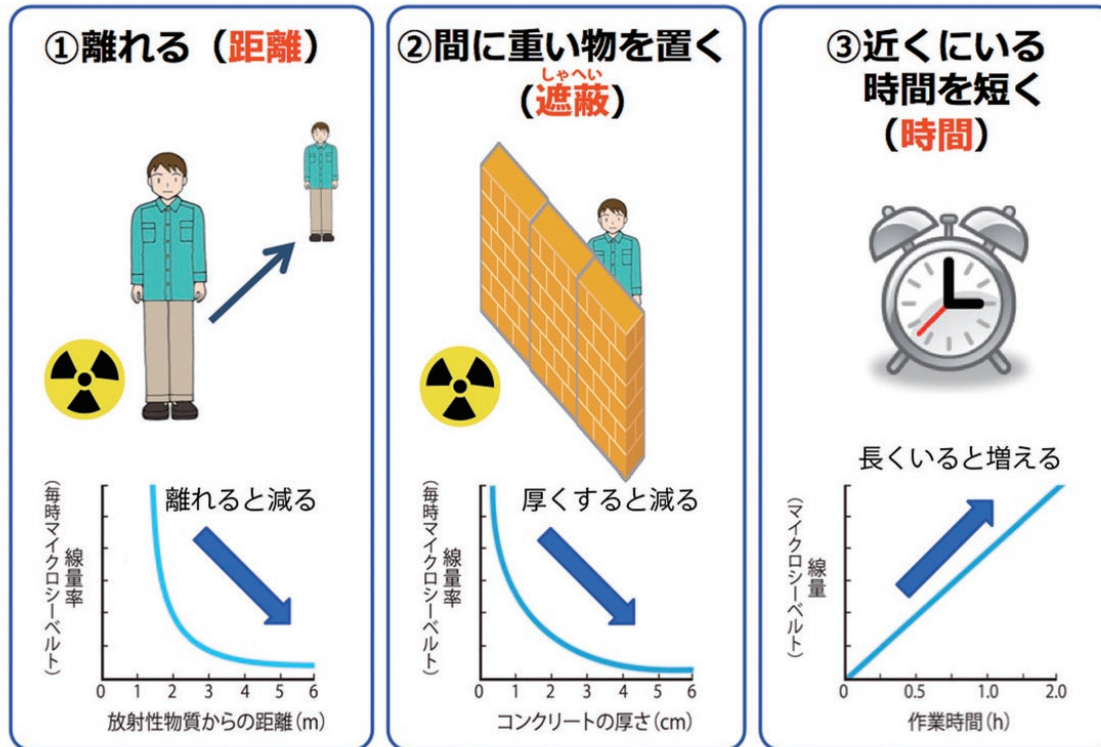 ①離れる（距離）
離れると減る
線量率
（毎時マイクロシーベルト）
0 1 2 3 4 5 6
放射性物質からの距離(m)
②間に重い物を置く
しゃへい
（遮蔽）
厚くすると減る
線量率
（毎時マイクロシーベルト）
0 1 2 3 4 5 6
コンクリートの厚さ(cm)
③近くにいる
時間を短く
（時間）
長くいると増える
線量
（マイクロシーベルト）
0 0.5 1.0 2.0
作業時間(h)